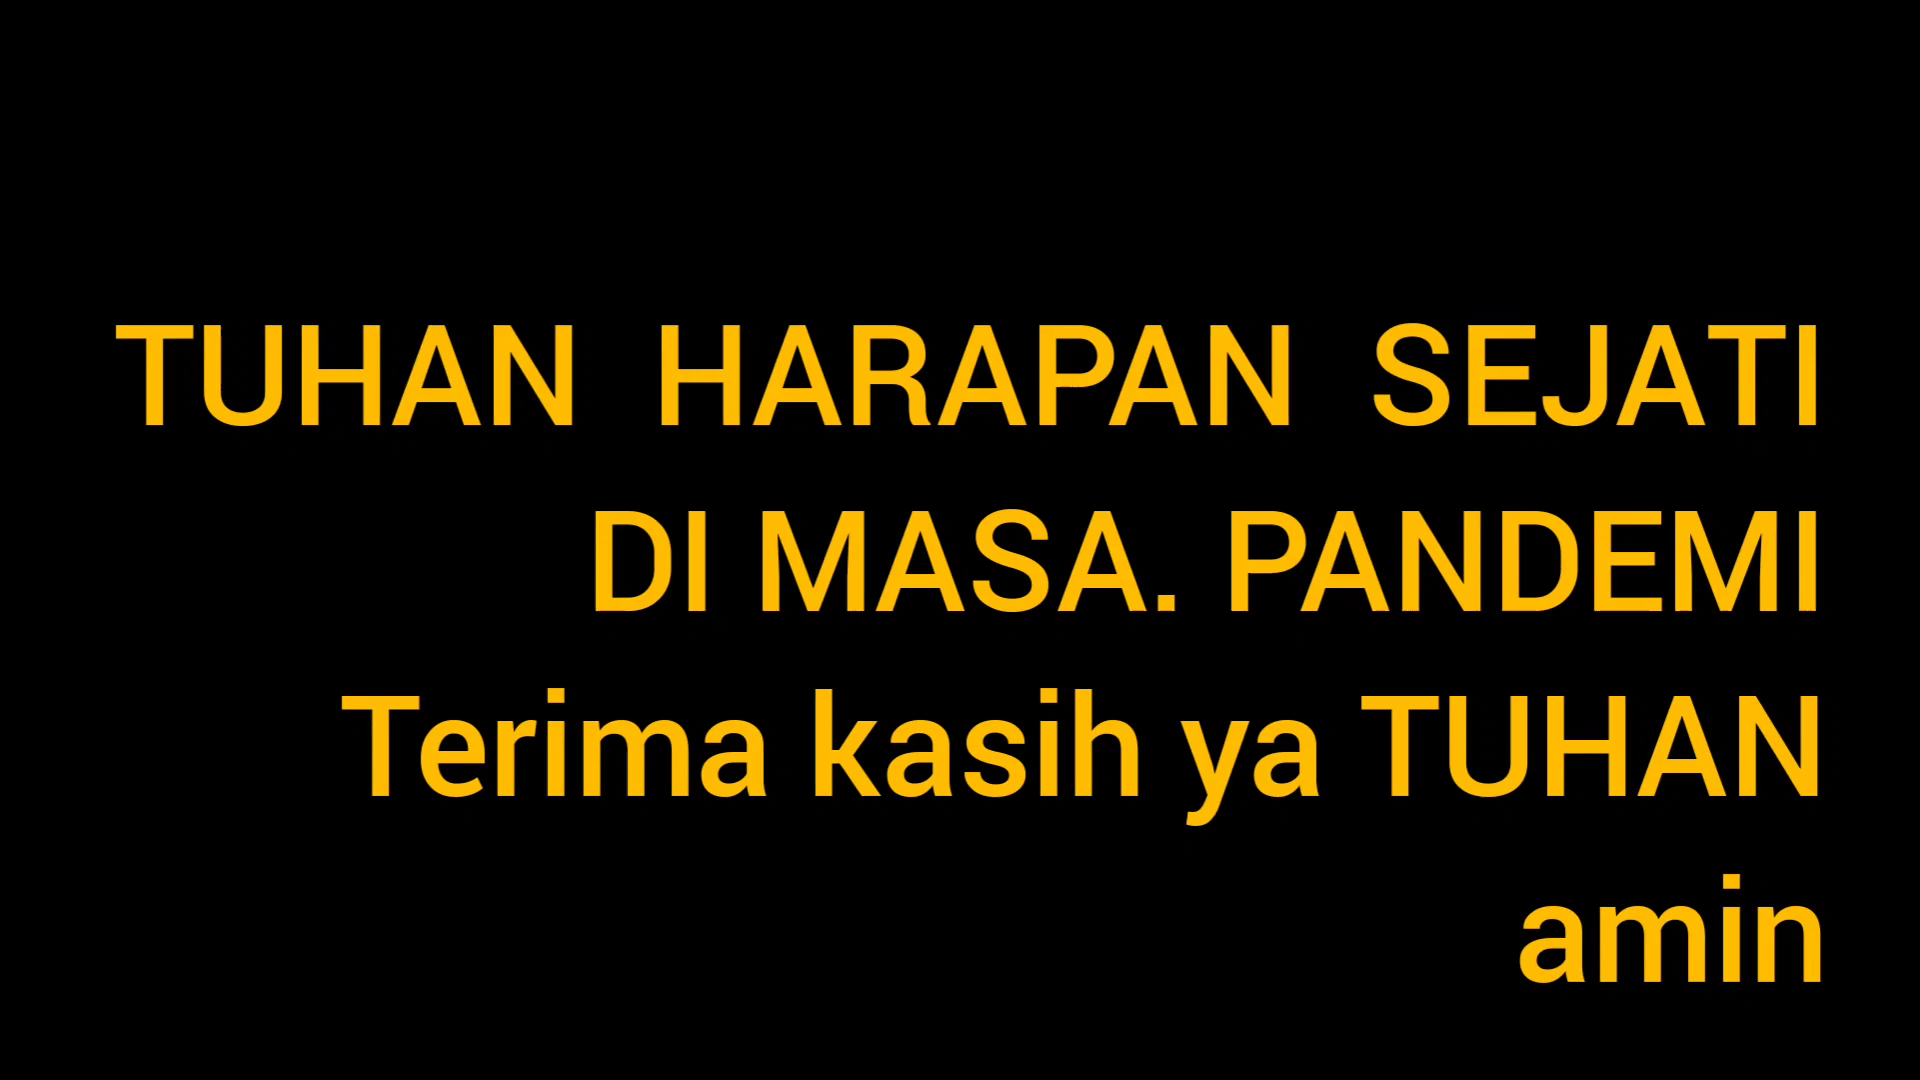 TUHAN HARAPAN SEJATI
DI MASA. PANDEMI
Terima kasih ya TUHAN
amin